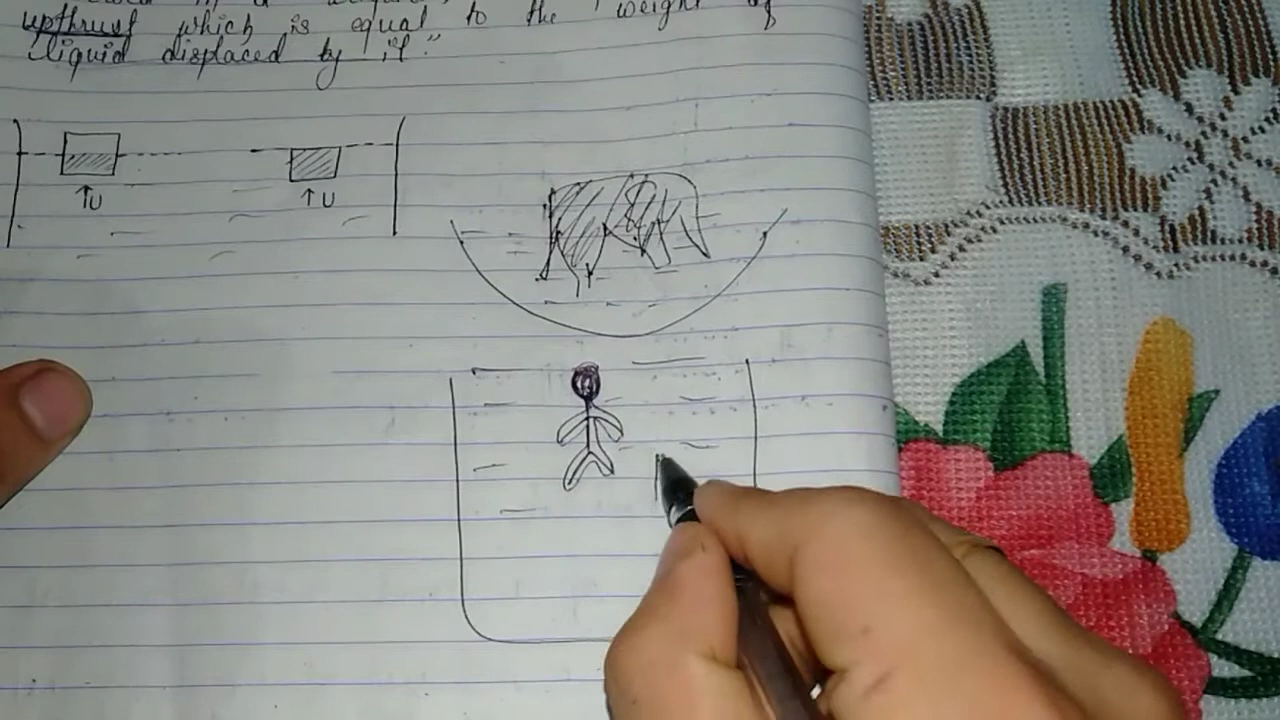 upthrust which is equal to the weight of
liquid displaced by it."
↑U
↑U